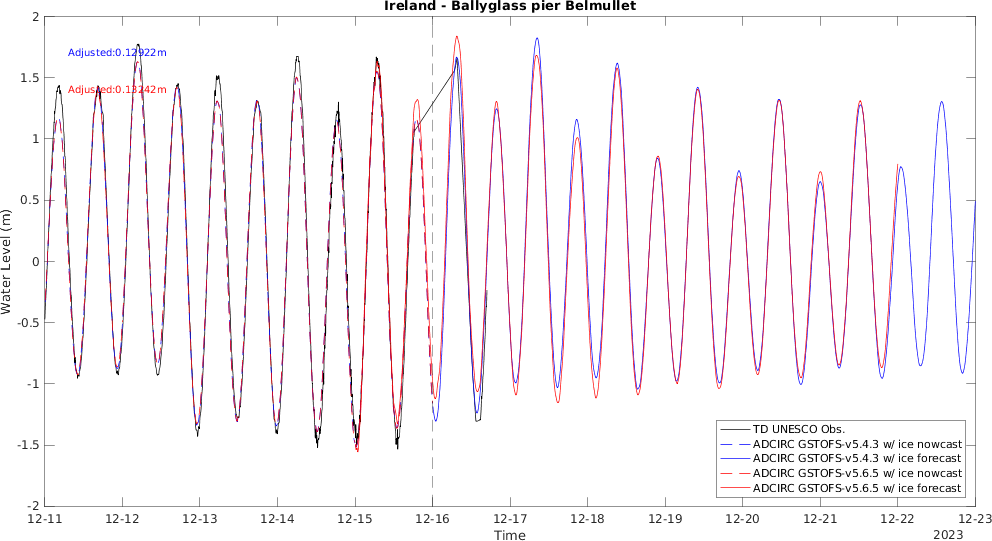 Ireland - Ballyglass pier Belmullet
Adjusted:0.12922m
Adjusted:0.13242m
Water Level (m)
2
1.5
1
0.5
0
-0.5
-1
-1.5
-2
12-11 12-12 12-13 12-14 12-15 12-16 12-17 12-18 12-19 12-20 12-21 12-22 12-23
Time
2023
TD UNESCO Obs.
ADCIRC GSTOFS-v5.4.3 w/ ice nowcast
ADCIRC GSTOFS-v5.4.3 w/ ice forecast
ADCIRC GSTOFS-v5.6.5 w/ ice nowcast
ADCIRC GSTOFS-v5.6.5 w/ ice forecast